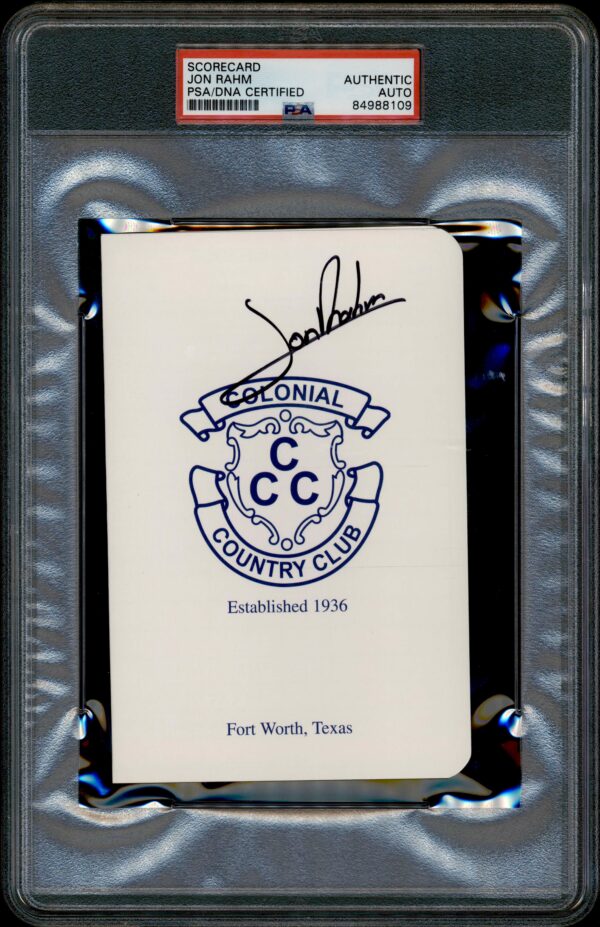 SCORECARD
JON RAHM
PSA/DNA CERTIFIED
AUTHENTIC
AUTO
84988109
PSA
Jon Rahm
COLONIAL
C
C C
COUNTRY CLUB
Established 1936
Fort Worth, Texas